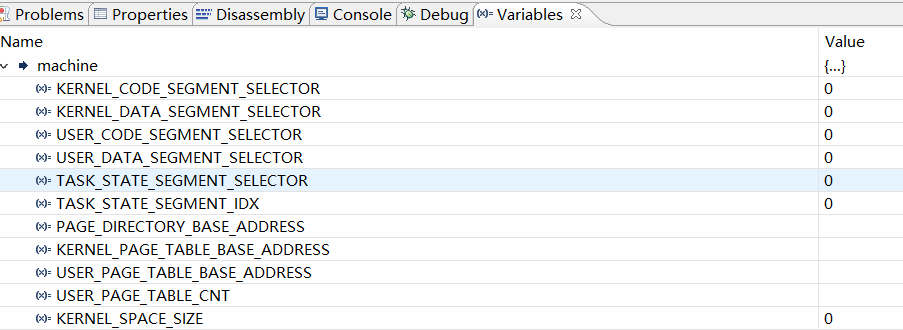 Problems Properties Disassembly Console Debug (x)= Variables
Name Value
machine {...}
(x)= KERNEL_CODE_SEGMENT_SELECTOR 0
(x)= KERNEL_DATA_SEGMENT_SELECTOR 0
(x)= USER_CODE_SEGMENT_SELECTOR 0
(x)= USER_DATA_SEGMENT_SELECTOR 0
(x)= TASK_STATE_SEGMENT_SELECTOR 0
(x)= TASK_STATE_SEGMENT_IDX 0
(x)= PAGE_DIRECTORY_BASE_ADDRESS
(x)= KERNEL_PAGE_TABLE_BASE_ADDRESS
(x)= USER_PAGE_TABLE_BASE_ADDRESS
(x)= USER_PAGE_TABLE_CNT
(x)= KERNEL_SPACE_SIZE 0